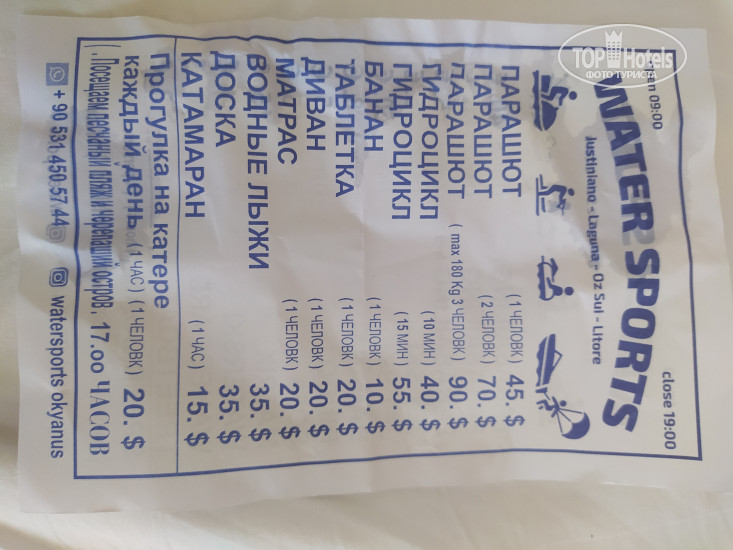 open 09:00
close 19:00
WATER SPORTS
Justiniano - Laguna - Oz Sui - Litore
ПАРАШЮТ (1 ЧЕЛОВК) 45. $
ПАРАШЮТ (2 ЧЕЛОВК) 70. $
ПАРАШЮТ ( max 180 Kg 3 ЧЕЛОВК) 90. $
ГИДРОЦИКЛ (10 МИН) 40. $
ГИДРОЦИКЛ (15 МИН) 55. $
БАНАН (1 ЧЕЛОВК) 10. $
ТАБЛЕТКА (1 ЧЕЛОВК) 20. $
ДИВАН (1 ЧЕЛОВК) 20. $
МАТРАС (1 ЧЕЛОВК) 20. $
ВОДНЫЕ ЛЫЖИ 35. $
ДОСКА 35. $
КАТАМАРАН (1 ЧАС) 15. $
Прогулка на катере
каждый день (1 ЧАС) (1 ЧЕЛОВК) 20. $
( . Посещаем песчаный пляж и черепаший остров . 17.00 ЧАСОВ
+ 90 531 450 57 44
watersports okyanus
TOP Hotels
ФОТО ТУРИСТА